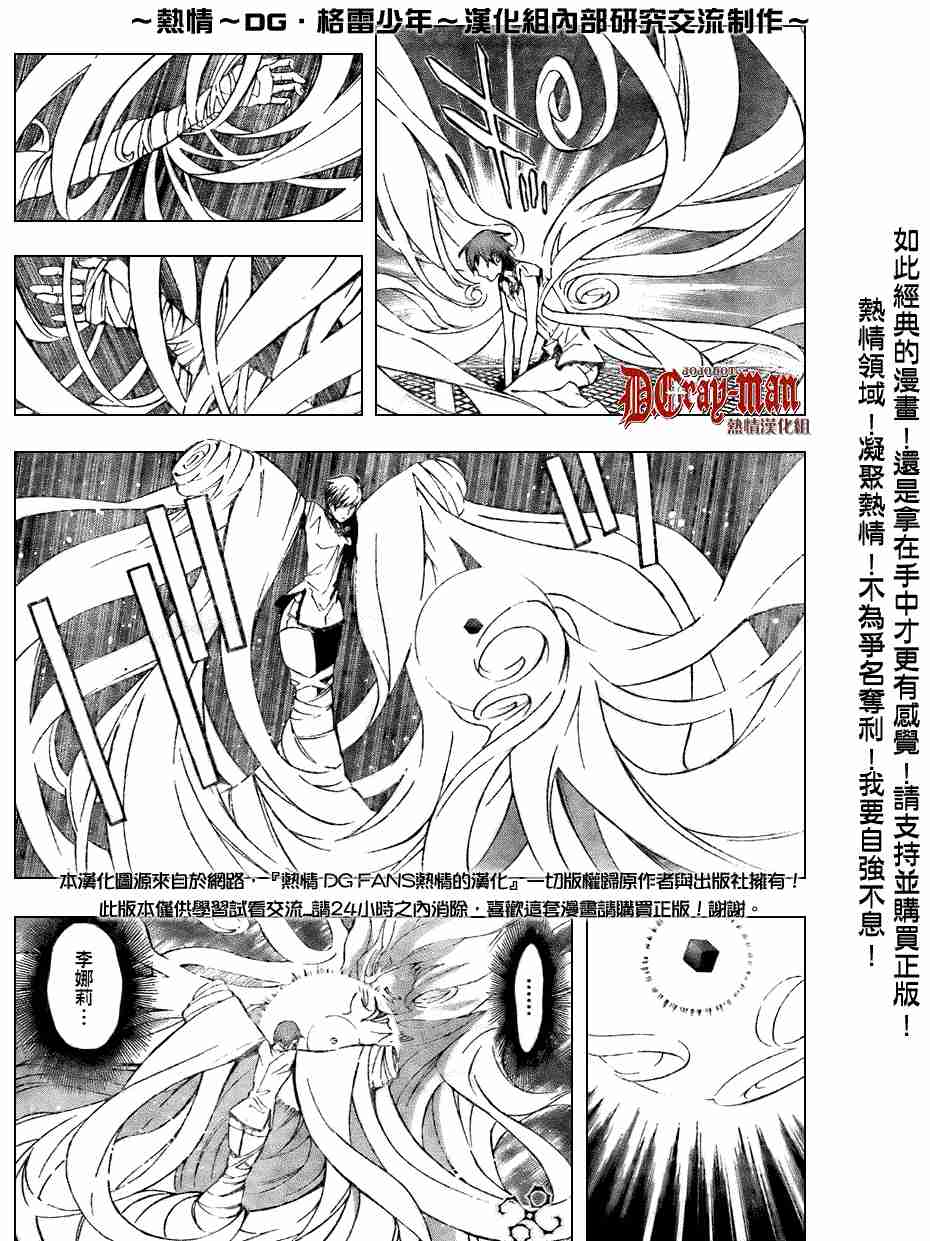 ~熱情~DG·格雷少年~漢化組內部研究交流制作~
如此經典的漫畫！還是拿在手中才更有感覺！請支持並購買正版！
熱情領域！凝聚熱情！不為爭名奪利！我要自強不息！
DOJOBOT
D.Gray-Man
熱情漢化組
本漢化圖源來自於網路，『熱情 DG FANS熱情的漢化』一切版權歸原作者與出版社擁有！
此版本僅供學習試看交流 請24小時之內消除，喜歡這套漫畫請購買正版！謝謝。
……
李娜莉…